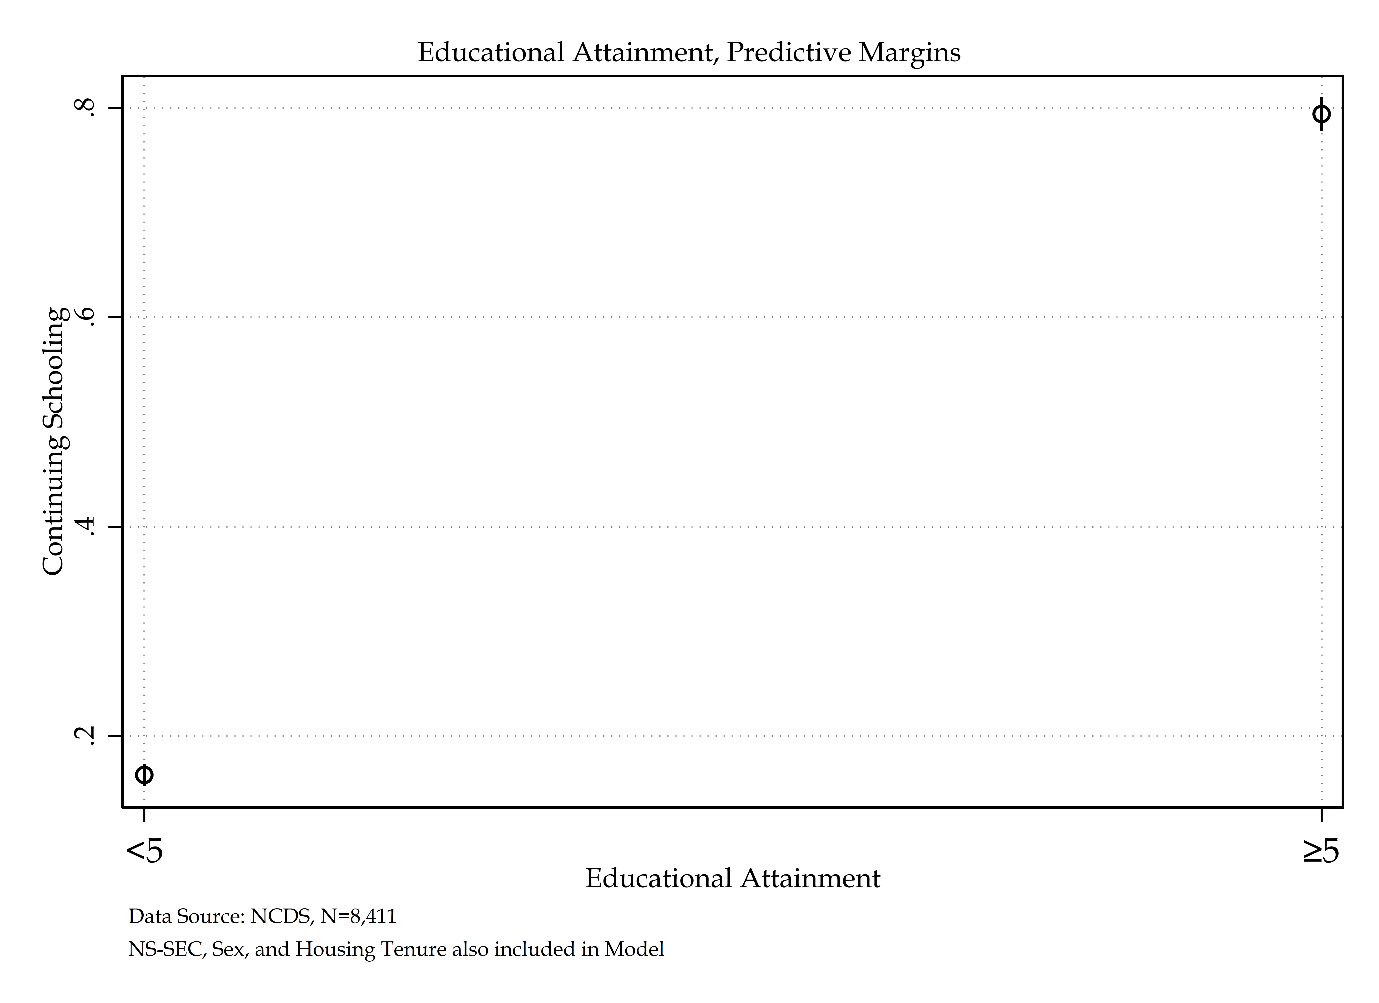 Educational Attainment, Predictive Margins
Continuing Schooling
.8
.6
.4
.2
<5
≥5
Educational Attainment
Data Source: NCDS, N=8,411
NS-SEC, Sex, and Housing Tenure also included in Model